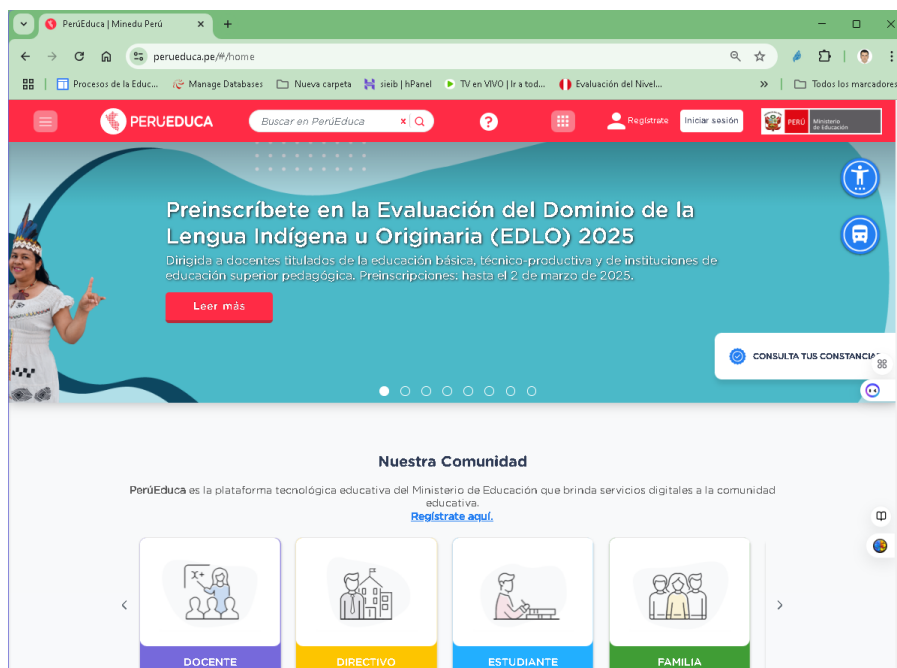 PerúEduca | Minedu Perú
perueduca.pe/#/home
Procesos de la Educ... Manage Databases Nueva carpeta sieib | hPanel TV en VIVO | Ir a tod... Evaluación del Nivel... » Todos los marcadores
PERUEDUCA Buscar en PerúEduca x ? Regístrate Iniciar sesión PERÚ Ministerio de Educación
Preinscríbete en la Evaluación del Dominio de la
Lengua Indígena u Originaria (EDLO) 2025
Dirigida a docentes titulados de la educación básica, técnico-productiva y de instituciones de
educación superior pedagógica. Preinscripciones: hasta el 2 de marzo de 2025.
Leer más
CONSULTA TUS CONSTANCIA
Nuestra Comunidad
PerúEduca es la plataforma tecnológica educativa del Ministerio de Educación que brinda servicios digitales a la comunidad
educativa.
Regístrate aquí.
DOCENTE DIRECTIVO ESTUDIANTE FAMILIA